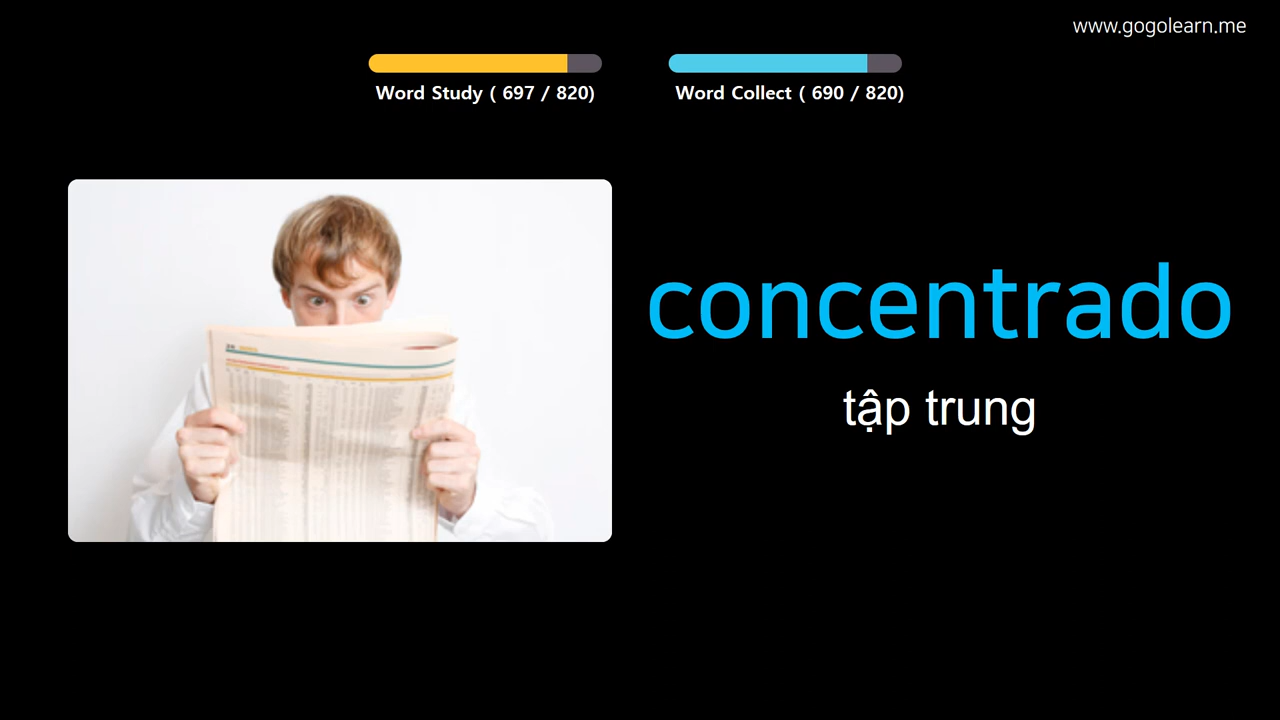 www.gogolearn.me
Word Study ( 697 / 820)
Word Collect ( 690 / 820)
concentrado
tập trung